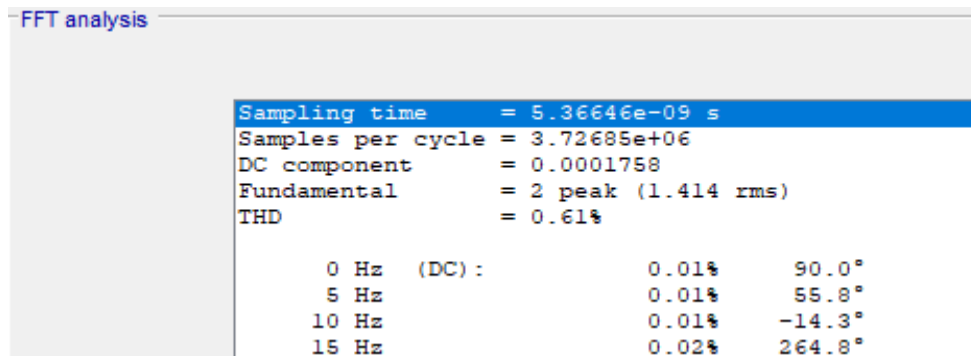 FFT analysis
Sampling time = 5.36646e-09 s
Samples per cycle = 3.72685e+06
DC component = 0.0001758
Fundamental = 2 peak (1.414 rms)
THD = 0.61%
0 Hz (DC): 0.01% 90.0°
5 Hz 0.01% 55.8°
10 Hz 0.01% -14.3°
15 Hz 0.02% 264.8°